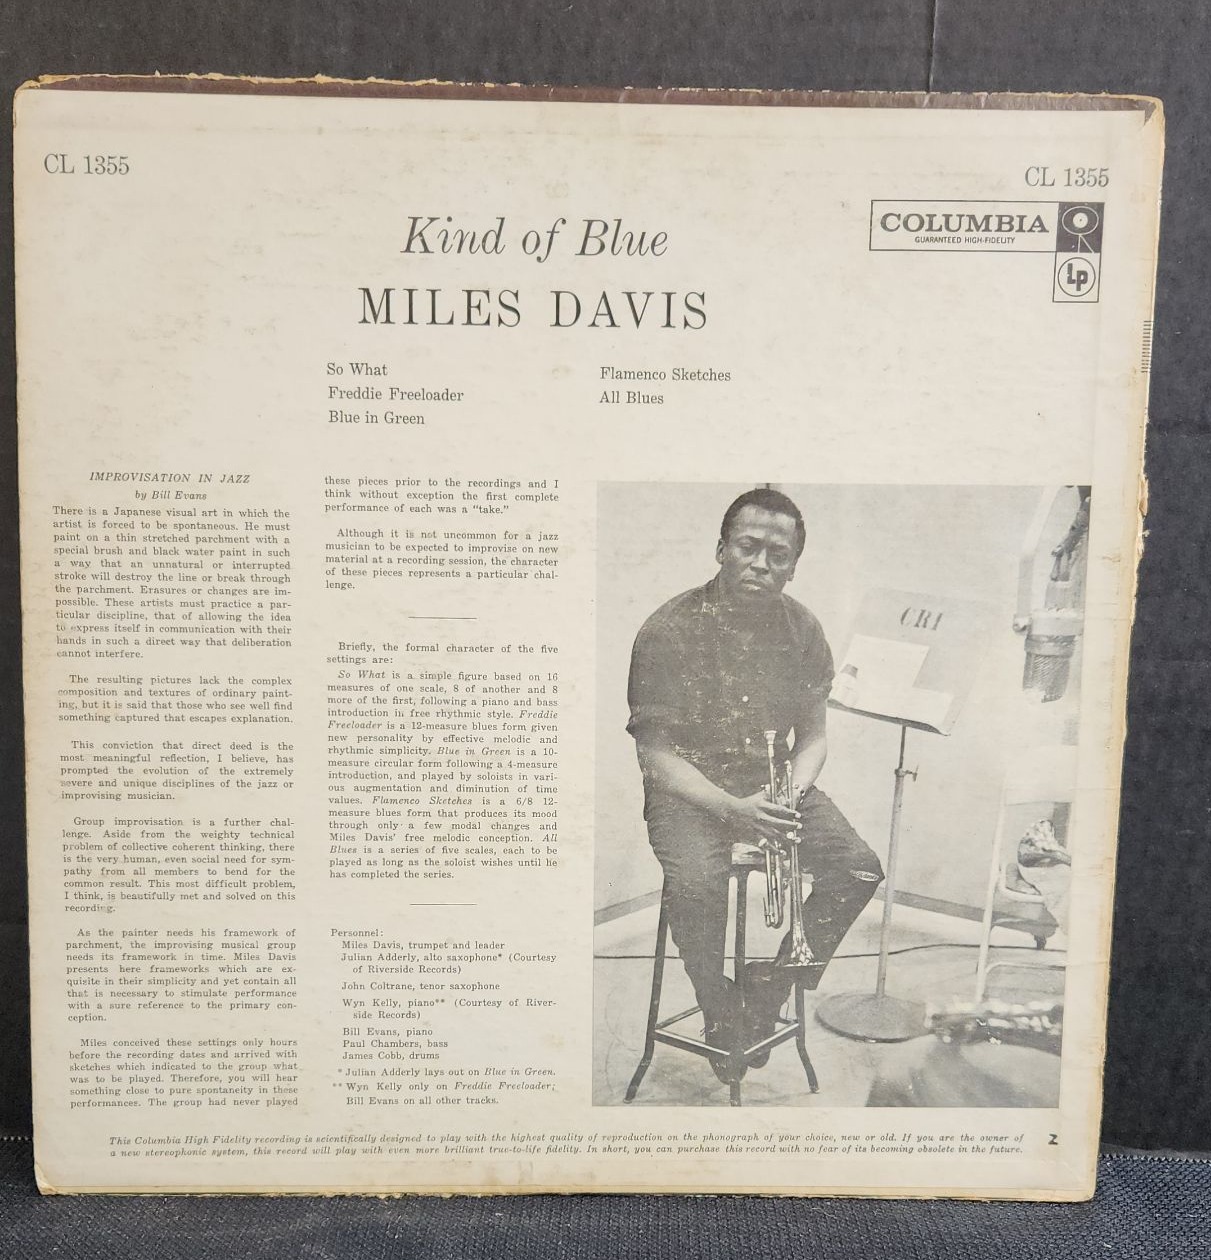 CL 1355
CL 1355
COLUMBIA
GUARANTEED HIGH-FIDELITY
Lp
Kind of Blue
MILES DAVIS
So What
Freddie Freeloader
Blue in Green
Flamenco Sketches
All Blues
IMPROVISATION IN JAZZ
by Bill Evans
There is a Japanese visual art in which the
artist is forced to be spontaneous. He must
paint on a thin stretched parchment with a
special brush and black water paint in such
a way that an unnatural or interrupted
stroke will destroy the line or break through
the parchment. Erasures or changes are im-
possible. These artists must practice a par-
ticular discipline, that of allowing the idea
to express itself in communication with their
hands in such a direct way that deliberation
cannot interfere.
The resulting pictures lack the complex
composition and textures of ordinary paint-
ing, but it is said that those who see well find
something captured that escapes explanation.
This conviction that direct deed is the
most meaningful reflection, I believe, has
prompted the evolution of the extremely
severe and unique disciplines of the jazz or
improvising musician.
Group improvisation is a further chal-
lenge. Aside from the weighty technical
problem of collective coherent thinking, there
is the very human, even social need for sym-
pathy from all members to bend for the
common result. This most difficult problem,
I think, is beautifully met and solved on this
recording.
As the painter needs his framework of
parchment, the improvising musical group
needs its framework in time. Miles Davis
presents here frameworks which are ex-
quisite in their simplicity and yet contain all
that is necessary to stimulate performance
with a sure reference to the primary con-
ception.
Miles conceived these settings only hours
before the recording dates and arrived with
sketches which indicated to the group what
was to be played. Therefore, you will hear
something close to pure spontaneity in these
performances. The group had never played
these pieces prior to the recordings and I
think without exception the first complete
performance of each was a “take.”
Although it is not uncommon for a jazz
musician to be expected to improvise on new
material at a recording session, the character
of these pieces represents a particular chal-
lenge.
Briefly, the formal character of the five
settings are:
So What is a simple figure based on 16
measures of one scale, 8 of another and 8
more of the first, following a piano and bass
introduction in free rhythmic style. Freddie
Freeloader is a 12-measure blues form given
new personality by effective melodic and
rhythmic simplicity. Blue in Green is a 10-
measure circular form following a 4-measure
introduction, and played by soloists in vari-
ous augmentation and diminution of time
values. Flamenco Sketches is a 6/8 12-
measure blues form that produces its mood
through only a few modal changes and
Miles Davis' free melodic conception. All
Blues is a series of five scales, each to be
played as long as the soloist wishes until he
has completed the series.
Personnel:
Miles Davis, trumpet and leader
Julian Adderly, alto saxophone* (Courtesy
of Riverside Records)
John Coltrane, tenor saxophone
Wyn Kelly, piano** (Courtesy of River-
side Records)
Bill Evans, piano
Paul Chambers, bass
James Cobb, drums
* Julian Adderly lays out on Blue in Green.
** Wyn Kelly only on Freddie Freeloader;
Bill Evans on all other tracks.
This Columbia High Fidelity recording is scientifically designed to play with the highest quality of reproduction on the phonograph of your choice, new or old. If you are the owner of
a new stereophonic system, this record will play with even more brilliant true-to-life fidelity. In short, you can purchase this record with no fear of its becoming obsolete in the future.
2